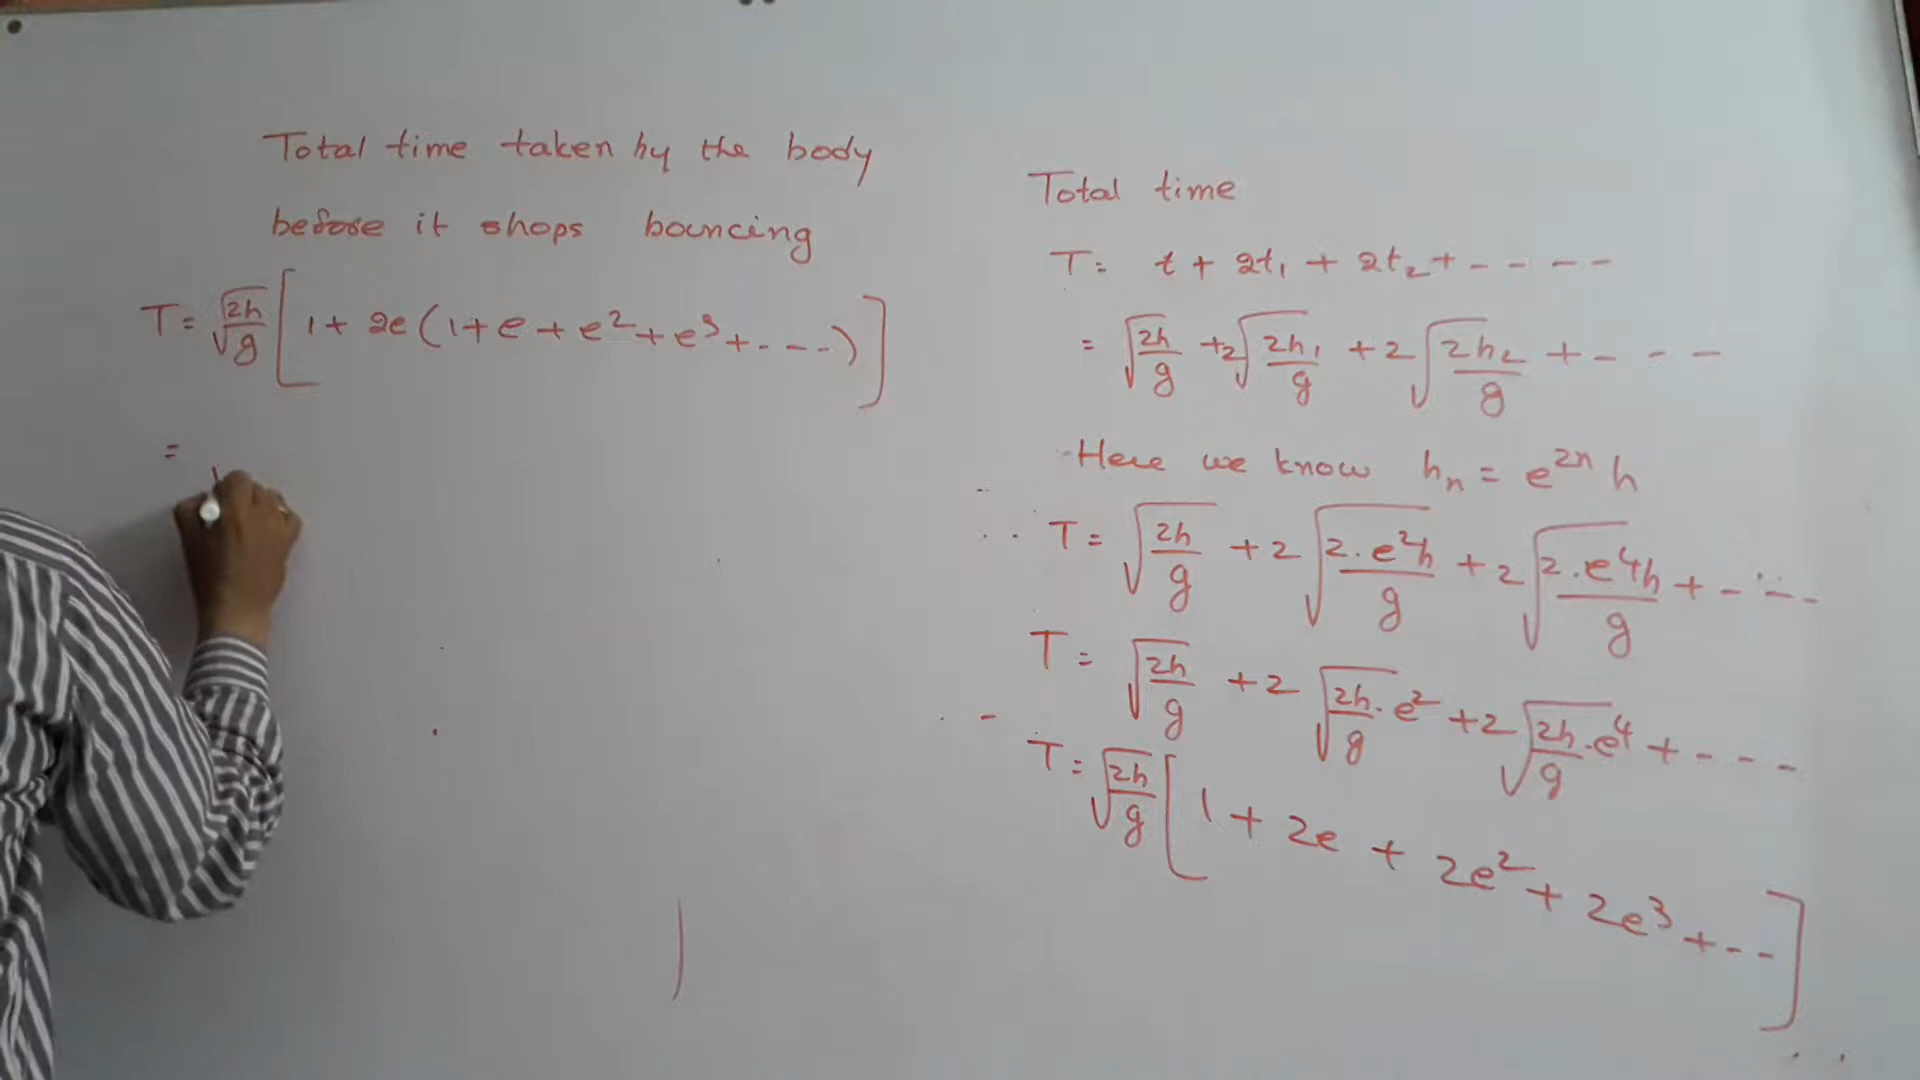 Total time taken by the body
before it shops bouncing
T = √(2h/g) [1 + 2e (1 + e + e² + e³ + - - - -)]
=
Total time
T = t + 2t₁ + 2t₂ + - - - -
= √(2h/g) + 2√(2h₁/g) + 2√(2h₂/g) + - - -
Here we know hₙ = e²ⁿ h
∴ T = √(2h/g) + 2√(2.e²h/g) + 2√(2.e⁴h/g) + - - - -
T = √(2h/g) + 2√(2h/g . e²) + 2√(2h/g . e⁴) + - - - -
T = √(2h/g) [1 + 2e + 2e² + 2e³ + - - -]